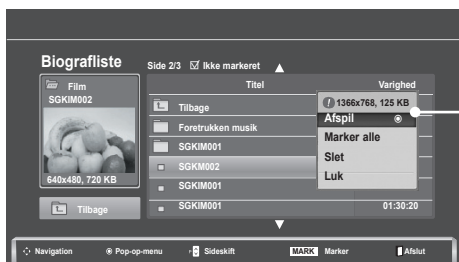 Biografliste
Side 2/3 Ikke markeret
Film
SGKIM002
640x480, 720 KB
Tilbage
Titel Varighed
Tilbage
Foretrukken musik
SGKIM001
SGKM002
SGKIM001
SGKIM001 01:30:20
1366x768, 125 KB
Afspil
Marker alle
Slet
Luk
Navigation Pop-op-menu Sideskift MARK Marker Afslut